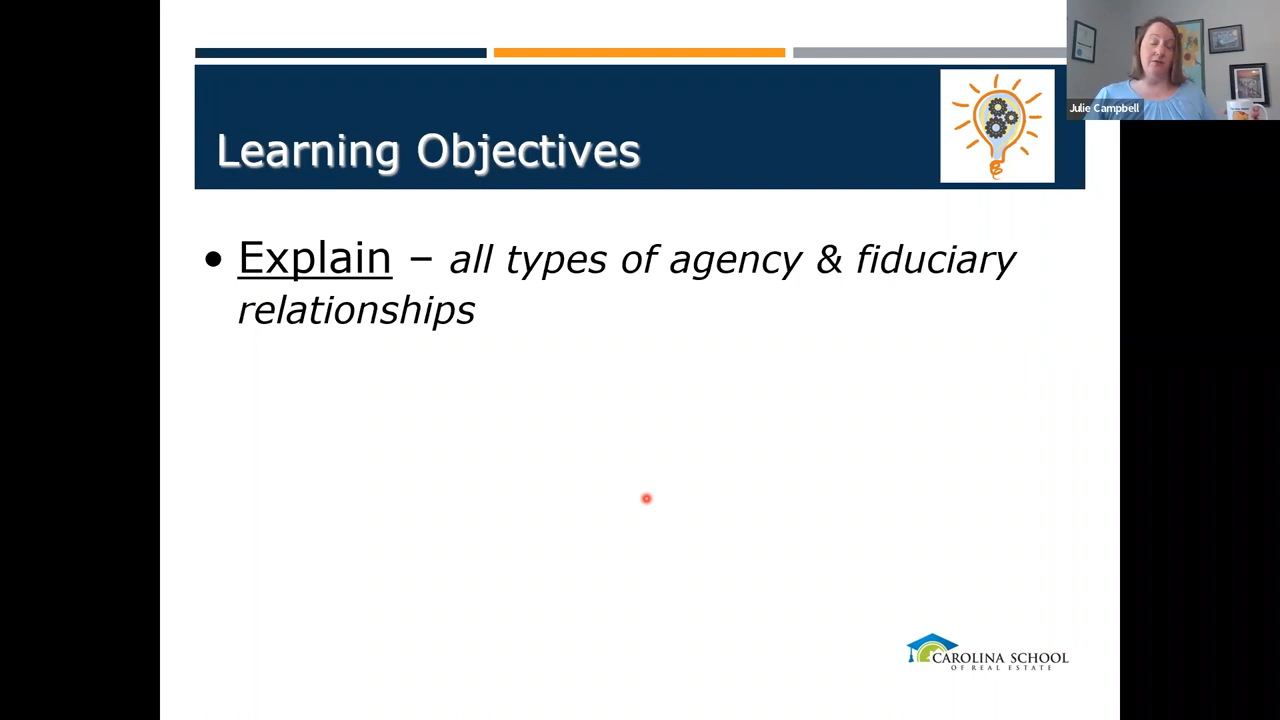 Julie Campbell
Learning Objectives
• Explain – all types of agency & fiduciary
relationships
CAROLINA SCHOOL
OF REAL ESTATE